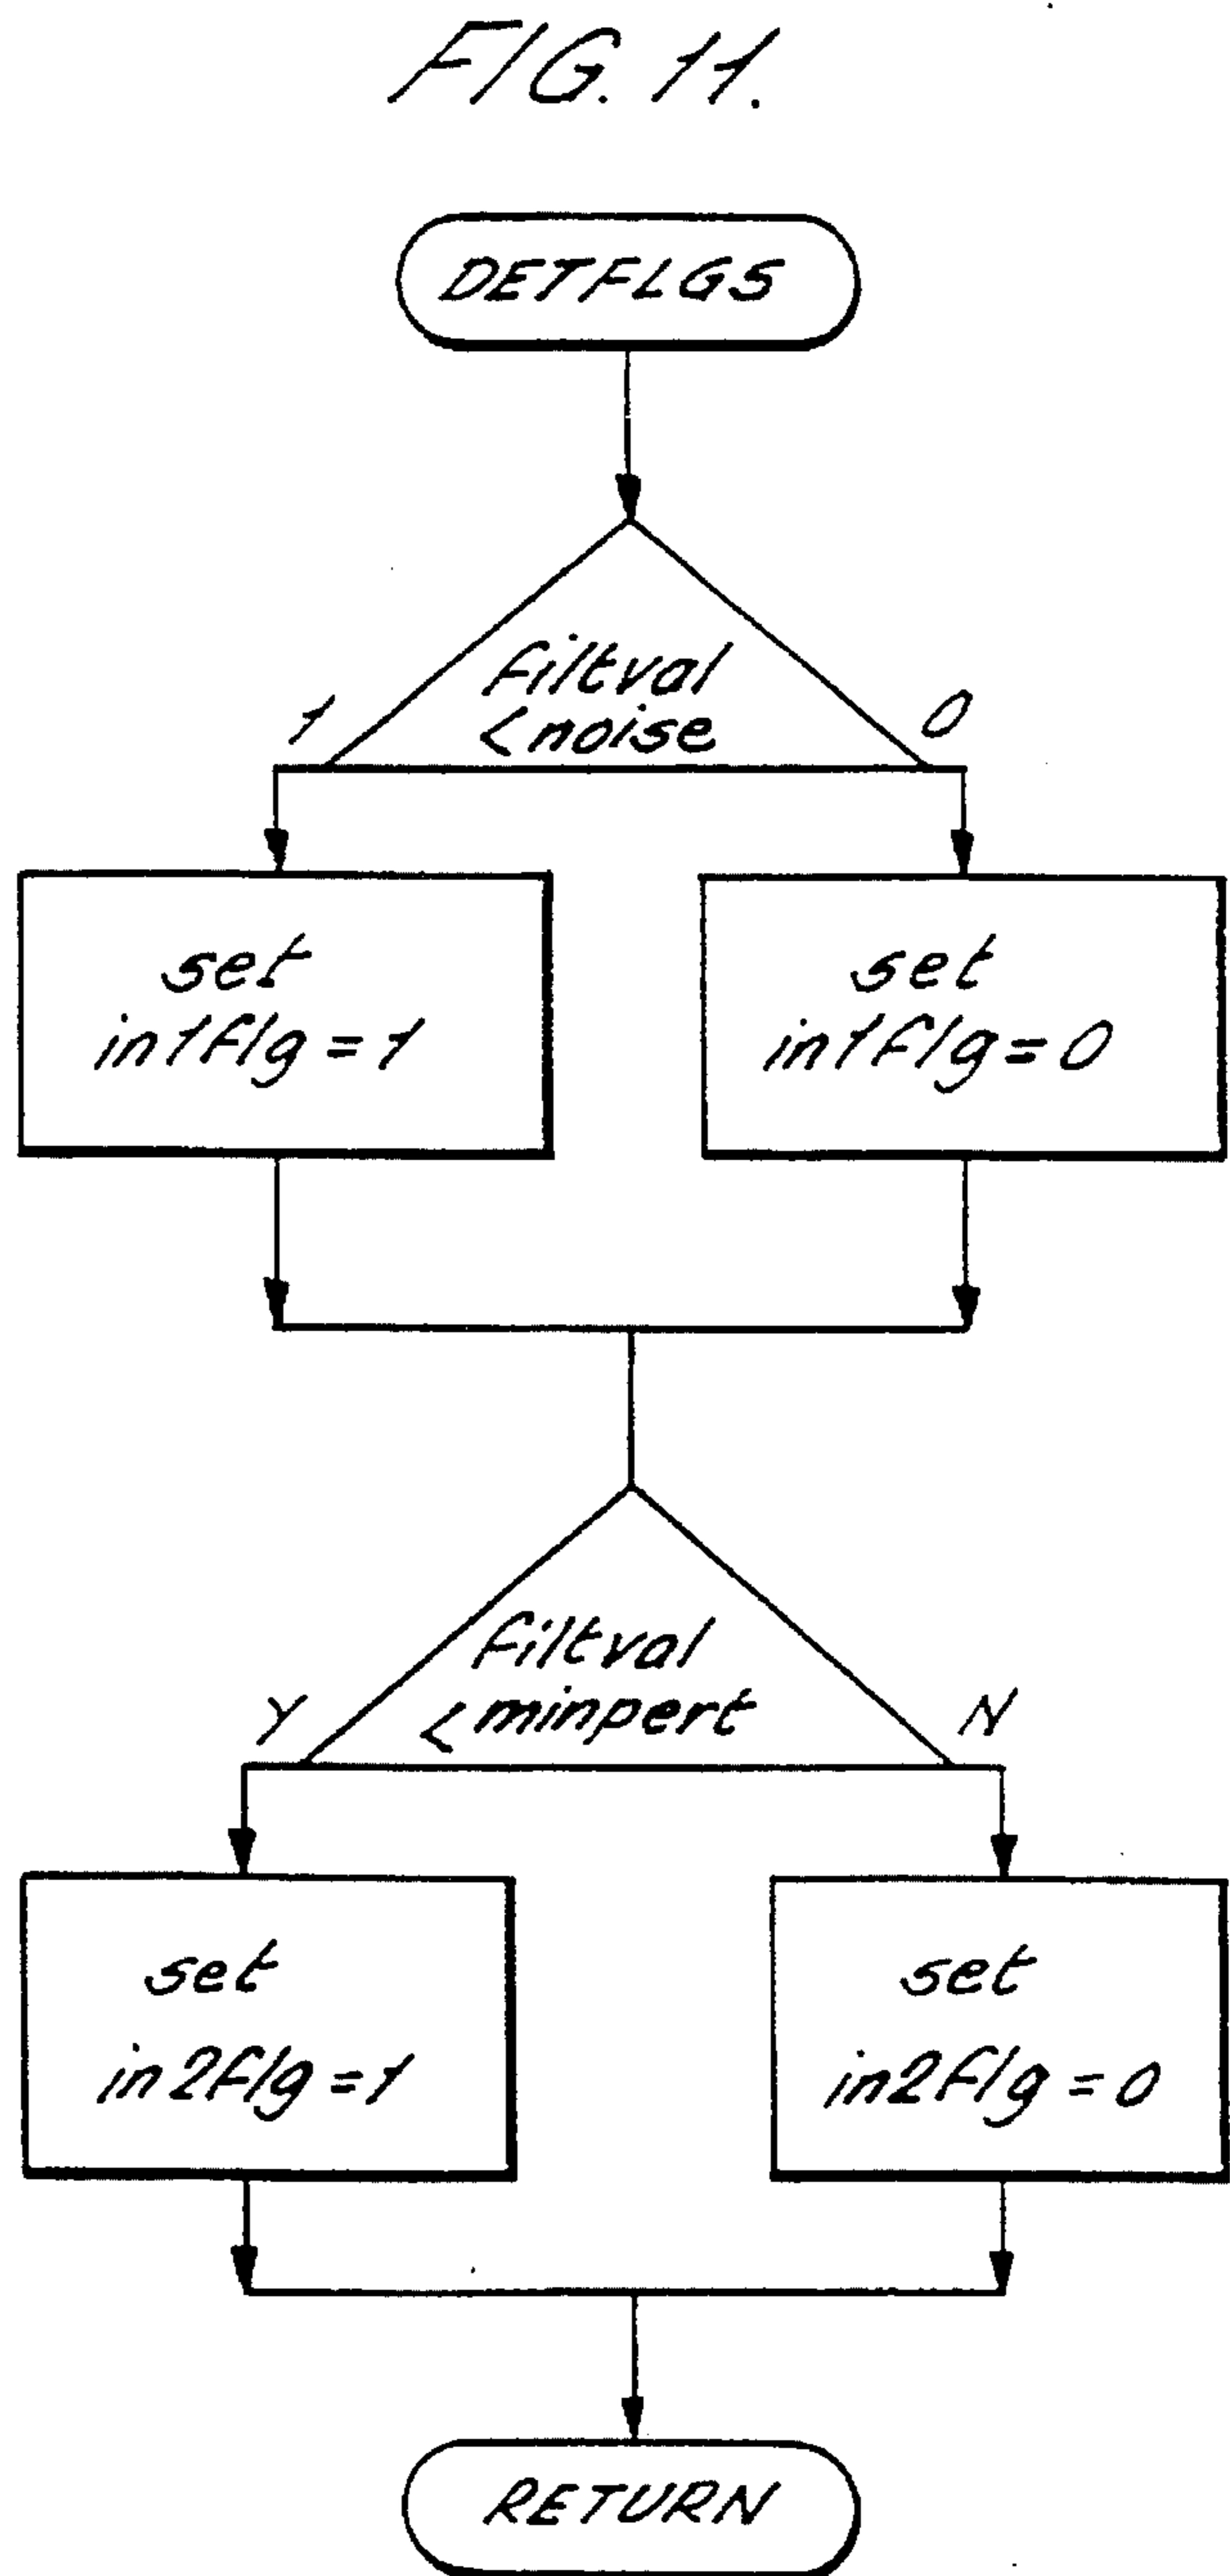 FIG. 11.
DETFLGS
filtval
< noise
1
0
set
in1flg = 1
set
in1flg = 0
filtval
< minpert
Y
N
set
in2flg = 1
set
in2flg = 0
RETURN